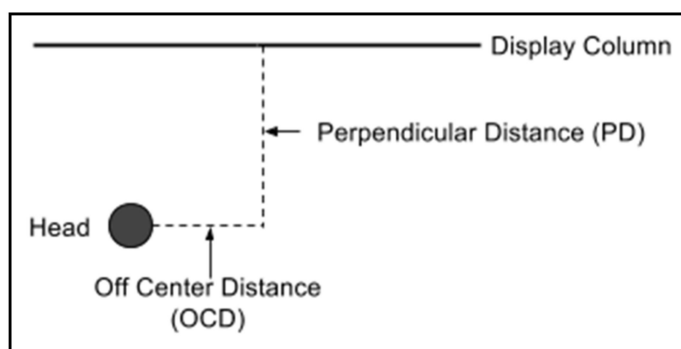 Display Column
Perpendicular Distance (PD)
Head
Off Center Distance
(OCD)